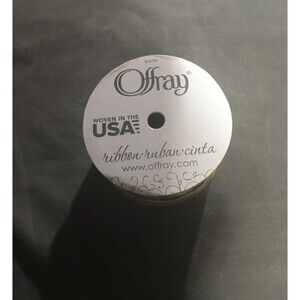 Offray®
WOVEN IN THE
USA
ribbon·ruban·cinta
www.offray.com